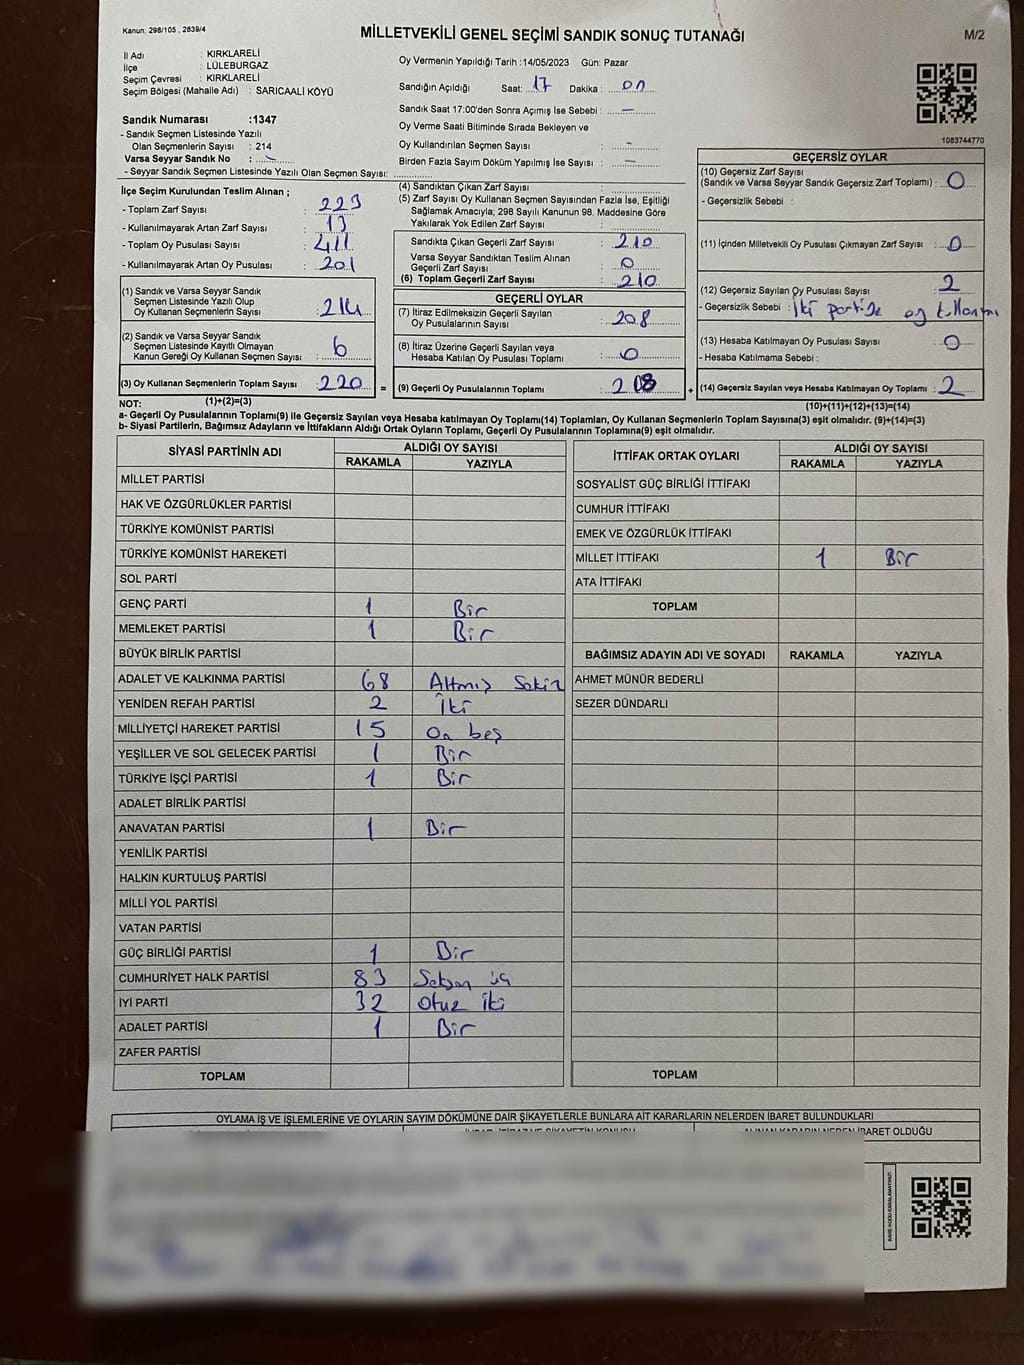 Kanun: 298/105 , 2839/4
MİLLETVEKİLİ GENEL SEÇİMİ SANDIK SONUÇ TUTANAĞI
M/2
İl Adı : KIRKLARELİ
İlçe : LÜLEBURGAZ
Seçim Çevresi : KIRKLARELİ
Seçim Bölgesi (Mahalle Adı) : SARICAALİ KÖYÜ
Sandık Numarası :1347
- Sandık Seçmen Listesinde Yazılı
Olan Seçmenlerin Sayısı : 214
Varsa Seyyar Sandık No : -
- Seyyar Sandık Seçmen Listesinde Yazılı Olan Seçmen Sayısı:
Oy Vermenin Yapıldığı Tarih :14/05/2023 Gün: Pazar
Sandığın Açıldığı Saat: 17 Dakika : 00
Sandık Saat 17:00'den Sonra Açımış İse Sebebi : -
Oy Verme Saati Bitiminde Sırada Bekleyen ve
Oy Kullandırılan Seçmen Sayısı : -
Birden Fazla Sayım Döküm Yapılmış İse Sayısı : -
1083744770
İlçe Seçim Kurulundan Teslim Alınan ;
- Toplam Zarf Sayısı : 223
- Kullanılmayarak Artan Zarf Sayısı : 13
- Toplam Oy Pusulası Sayısı : 411
- Kullanılmayarak Artan Oy Pusulası : 201
(1) Sandık ve Varsa Seyyar Sandık
Seçmen Listesinde Yazılı Olup
Oy Kullanan Seçmenlerin Sayısı : 214
(2) Sandık ve Varsa Seyyar Sandık
Seçmen Listesinde Kayıtlı Olmayan
Kanun Gereği Oy Kullanan Seçmen Sayısı : 6
(3) Oy Kullanan Seçmenlerin Toplam Sayısı : 220 =
(1)+(2)=(3)
(4) Sandıktan Çıkan Zarf Sayısı :
(5) Zarf Sayısı Oy Kullanan Seçmen Sayısından Fazla İse, Eşitliği
Sağlamak Amacıyla; 298 Sayılı Kanunun 98. Maddesine Göre
Yakılarak Yok Edilen Zarf Sayısı :
Sandıkta Çıkan Geçerli Zarf Sayısı : 210
Varsa Seyyar Sandıktan Teslim Alınan
Geçerli Zarf Sayısı : 0
(6) Toplam Geçerli Zarf Sayısı : 210
GEÇERLİ OYLAR
(7) İtiraz Edilmeksizin Geçerli Sayılan
Oy Pusulalarının Sayısı : 208
(8) İtiraz Üzerine Geçerli Sayılan veya
Hesaba Katılan Oy Pusulası Toplamı : 0
(9) Geçerli Oy Pusulalarının Toplamı : 208 +
GEÇERSİZ OYLAR
(10) Geçersiz Zarf Sayısı
(Sandık ve Varsa Seyyar Sandık Geçersiz Zarf Toplamı) : 0
- Geçersizlik Sebebi :
(11) İçinden Milletvekili Oy Pusulası Çıkmayan Zarf Sayısı : 0
(12) Geçersiz Sayılan Oy Pusulası Sayısı : 2
- Geçersizlik Sebebi : İki partide oy kullanımı
(13) Hesaba Katılmayan Oy Pusulası Sayısı : 0
- Hesaba Katılmama Sebebi :
(14) Geçersiz Sayılan veya Hesaba Katılmayan Oy Toplamı : 2
(10)+(11)+(12)+(13)=(14)
NOT:
a- Geçerli Oy Pusulalarının Toplamı(9) ile Geçersiz Sayılan veya Hesaba katılmayan Oy Toplamı(14) Toplamları, Oy Kullanan Seçmenlerin Toplam Sayısına(3) eşit olmalıdır. (9)+(14)=(3)
b- Siyasi Partilerin, Bağımsız Adayların ve İttifakların Aldığı Ortak Oyların Toplamı, Geçerli Oy Pusulalarının Toplamına(9) eşit olmalıdır.
SİYASİ PARTİNİN ADI ALDIĞI OY SAYISI
RAKAMLA YAZIYLA
MİLLET PARTİSİ
HAK VE ÖZGÜRLÜKLER PARTİSİ
TÜRKİYE KOMÜNİST PARTİSİ
TÜRKİYE KOMÜNİST HAREKETİ
SOL PARTİ
GENÇ PARTİ 1 Bir
MEMLEKET PARTİSİ 1 Bir
BÜYÜK BİRLİK PARTİSİ
ADALET VE KALKINMA PARTİSİ 68 Altmış Sekiz
YENİDEN REFAH PARTİSİ 2 İki
MİLLİYETÇİ HAREKET PARTİSİ 15 On beş
YEŞİLLER VE SOL GELECEK PARTİSİ 1 Bir
TÜRKİYE İŞÇİ PARTİSİ 1 Bir
ADALET BİRLİK PARTİSİ
ANAVATAN PARTİSİ 1 Bir
YENİLİK PARTİSİ
HALKIN KURTULUŞ PARTİSİ
MİLLİ YOL PARTİSİ
VATAN PARTİSİ
GÜÇ BİRLİĞİ PARTİSİ 1 Bir
CUMHURİYET HALK PARTİSİ 83 Seksen üç
İYİ PARTİ 32 Otuz İki
ADALET PARTİSİ 1 Bir
ZAFER PARTİSİ
TOPLAM
İTTİFAK ORTAK OYLARI ALDIĞI OY SAYISI
RAKAMLA YAZIYLA
SOSYALİST GÜÇ BİRLİĞİ İTTİFAKI
CUMHUR İTTİFAKI
EMEK VE ÖZGÜRLÜK İTTİFAKI
MİLLET İTTİFAKI 1 Bir
ATA İTTİFAKI
TOPLAM
BAĞIMSIZ ADAYIN ADI VE SOYADI RAKAMLA YAZIYLA
AHMET MÜNÜR BEDERLİ
SEZER DÜNDARLI
TOPLAM
OYLAMA İŞ VE İŞLEMLERİNE VE OYLARIN SAYIM DÖKÜMÜNE DAİR ŞİKAYETLERLE BUNLARA AİT KARARLARIN NELERDEN İBARET BULUNDUKLARI
ALINAN KARARIN NEDEN İBARET OLDUĞU